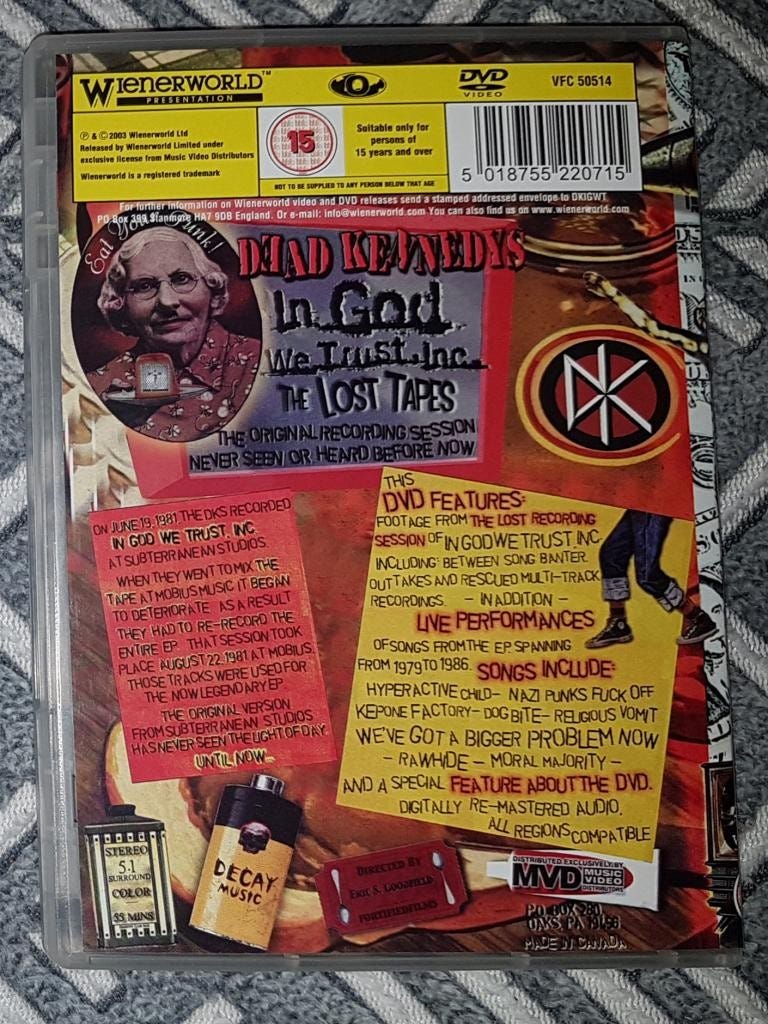 WIENERWORLD™
PRESENTATION
DVD
VIDEO
VFC 50514
℗ & © 2003 Wienerworld Ltd
Released by Wienerworld Limited under
exclusive license from Music Video Distributors
Wienerworld is a registered trademark
15
Suitable only for
persons of
15 years and over
NOT TO BE SUPPLIED TO ANY PERSON BELOW THAT AGE
5 018755 220715
For further information on Wienerworld video and DVD releases send a stamped addressed envelope to DKIGWT
PO Box 399 Stanmore HA7 9DB England. Or e-mail: info@wienerworld.com You can also find us on www.wienerworld.com
Eat Your Punk!
DEAD KENNEDYS
In God
We Trust, Inc.
THE LOST TAPES
THE ORIGINAL RECORDING SESSION
NEVER SEEN OR HEARD BEFORE NOW
DK
ON JUNE 19, 1981, THE DKS RECORDED
IN GOD WE TRUST, INC.
AT SUBTERRANEAN STUDIOS.
WHEN THEY WENT TO MIX THE
TAPE AT MOBIUS MUSIC IT BEGAN
TO DETERIORATE. AS A RESULT
THEY HAD TO RE-RECORD THE
ENTIRE EP. THAT SESSION TOOK
PLACE AUGUST 22, 1981 AT MOBIUS.
THOSE TRACKS WERE USED FOR
THE NOW LEGENDARY EP.
THE ORIGINAL VERSION
FROM SUBTERRANEAN STUDIOS
HAS NEVER SEEN THE LIGHT OF DAY.
UNTIL NOW...
THIS
DVD FEATURES:
FOOTAGE FROM THE LOST RECORDING
SESSION OF IN GOD WE TRUST, INC.
INCLUDING: BETWEEN SONG BANTER.
OUTTAKES AND RESCUED MULTI-TRACK
RECORDINGS. - IN ADDITION -
LIVE PERFORMANCES
OF SONGS FROM THE EP SPANNING
FROM 1979 TO 1986. SONGS INCLUDE:
HYPERACTIVE CHILD - NAZI PUNKS FUCK OFF
KEPONE FACTORY - DOG BITE - RELIGIOUS VOMIT
WE'VE GOT A BIGGER PROBLEM NOW
- RAWHIDE - MORAL MAJORITY -
AND A SPECIAL FEATURE ABOUT THE DVD.
DIGITALLY RE-MASTERED AUDIO.
ALL REGIONS COMPATIBLE
STEREO
5.1
SURROUND
COLOR
55 MINS
DECAY
MUSIC
DIRECTED BY
ERIC S. GOODFIELD
FORTIFIEDFILMS
DISTRIBUTED EXCLUSIVELY BY
MVD MUSIC
VIDEO
DISTRIBUTORS
P.O. BOX 280
OAKS, PA 19456
MADE IN CANADA